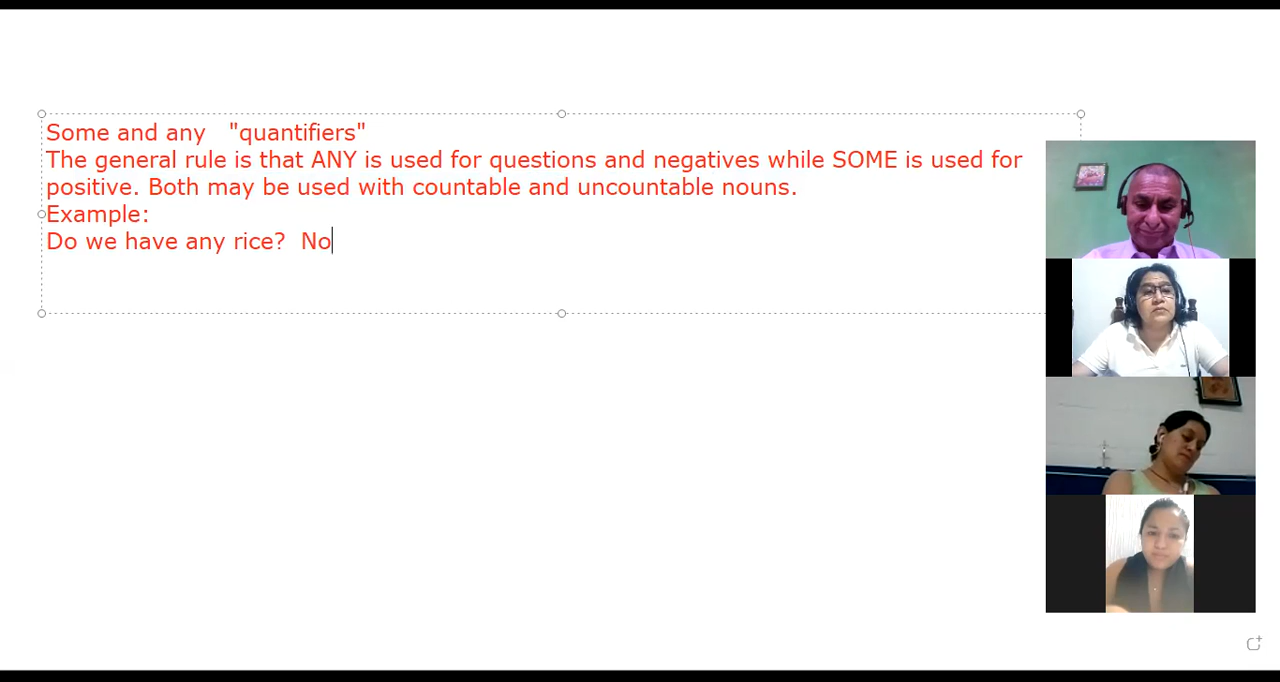 Some and any   "quantifiers"
The general rule is that ANY is used for questions and negatives while SOME is used for
positive. Both may be used with countable and uncountable nouns.
Example:
Do we have any rice?  No